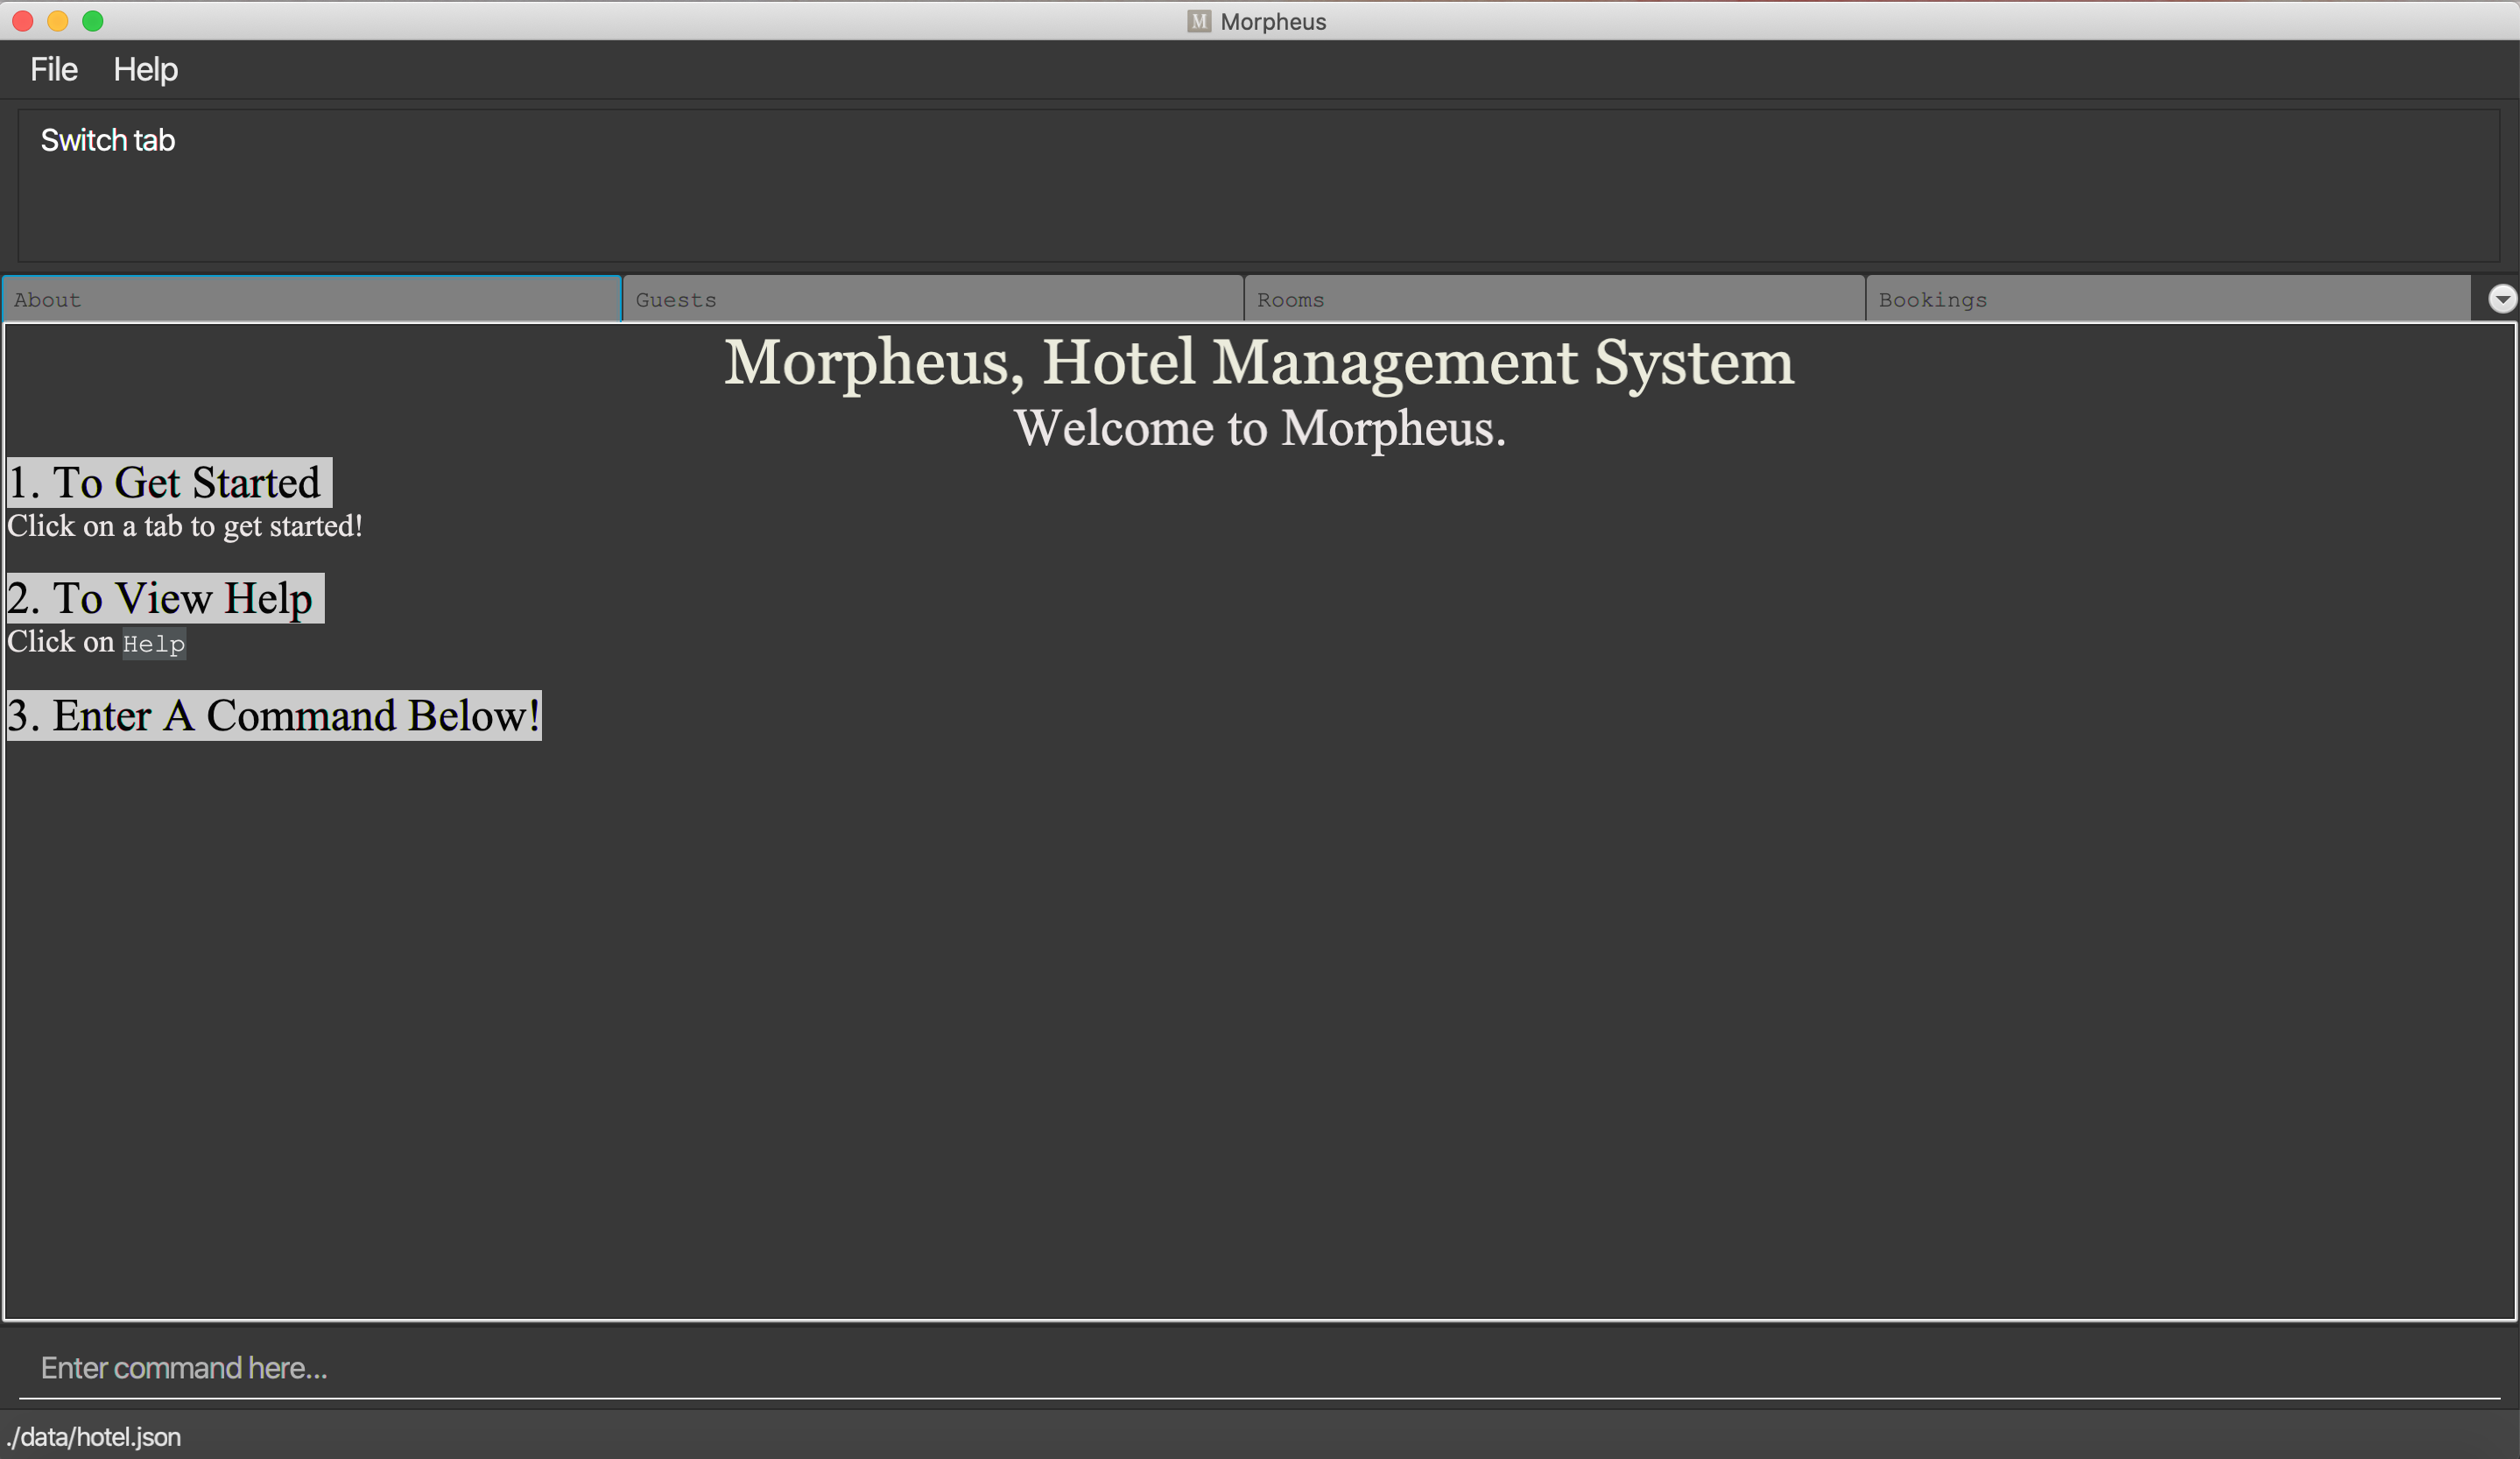 M Morpheus
File Help
Switch tab
About Guests Rooms Bookings
Morpheus, Hotel Management System
Welcome to Morpheus.
1. To Get Started
Click on a tab to get started!
2. To View Help
Click on Help
3. Enter A Command Below!
Enter command here...
./data/hotel.json